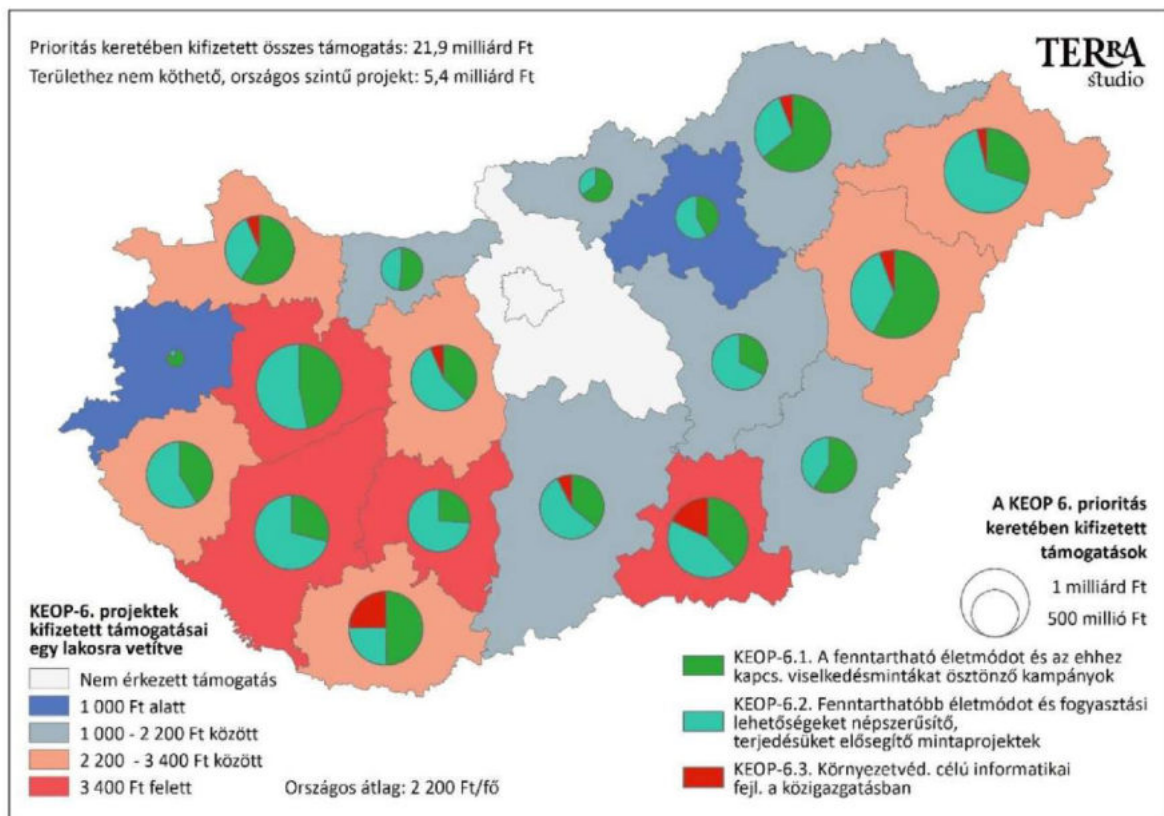 Prioritás keretében kifizetett összes támogatás: 21,9 milliárd Ft
Területhez nem köthető, országos szintű projekt: 5,4 milliárd Ft
TERRA
studio
A KEOP 6. prioritás
keretében kifizetett
támogatások
1 milliárd Ft
500 millió Ft
KEOP-6. projektek
kifizetett támogatásai
egy lakosra vetítve
Nem érkezett támogatás
1 000 Ft alatt
1 000 - 2 200 Ft között
2 200 - 3 400 Ft között
3 400 Ft felett
Országos átlag: 2 200 Ft/fő
KEOP-6.1. A fenntartható életmódot és az ehhez
kapcs. viselkedésmintákat ösztönző kampányok
KEOP-6.2. Fenntarthatóbb életmódot és fogyasztási
lehetőségeket népszerűsítő,
terjedésüket elősegítő mintaprojektek
KEOP-6.3. Környezetvéd. célú informatikai
fejl. a közigazgatásban